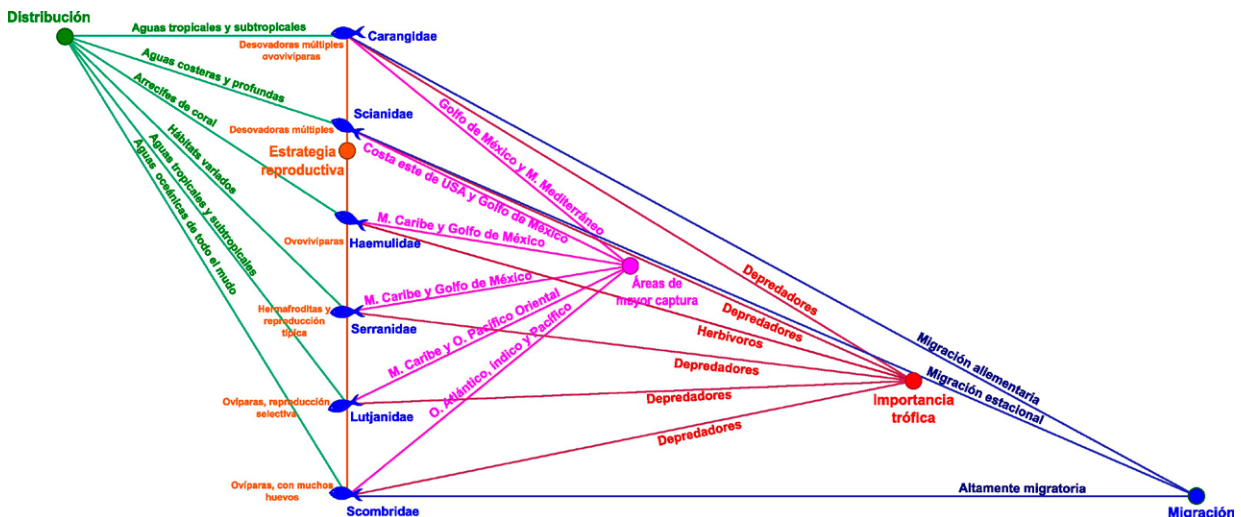 Distribución
Aguas tropicales y subtropicales
Carangidae
Desovadoras múltiples
ovovivíparas
Aguas costeras y profundas
Arrecifes de coral
Hábitats variados
Aguas tropicales y subtropicales
Aguas oceánicas de todo el mudo
Scianidae
Desovadoras múltiples
Estrategia
reproductiva
Golfo de México y M. Mediterráneo
Costa este de USA y Golfo de México
M. Caribe y Golfo de México
Haemulidae
Ovovivíparas
Áreas de
meyor captura
M. Caribe y Golfo de México
Hermafroditas y
reproducción
típica
Serranidae
M. Caribe y O. Pacífico Oriental
O. Atlántico, índico y Pacífico
Depredadores
Depredadores
Herbivoros
Depredadores
Depredadores
Depredadores
Importancia
trófica
Migración aliementaria
Migración estacional
Ovíparas, reproducción
selectiva
Lutjanidae
Ovíparas, con muchos
huevos
Scombridae
Altamente migratoria
Migración